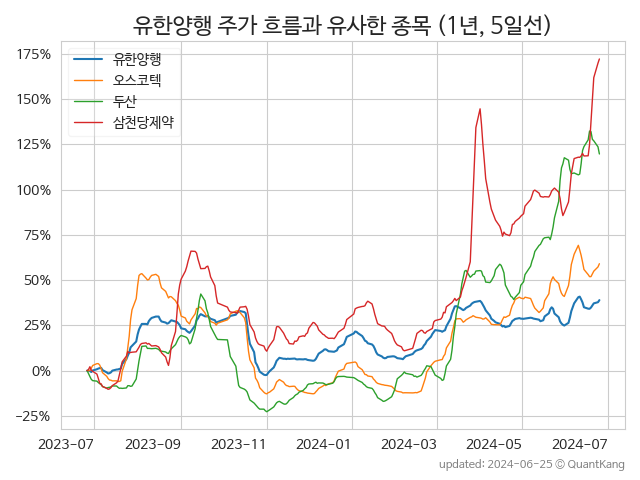 유한양행 주가 흐름과 유사한 종목 (1년, 5일선)
유한양행
오스코텍
두산
삼천당제약
175%
150%
125%
100%
75%
50%
25%
0%
−25%
2023-07 2023-09 2023-11 2024-01 2024-03 2024-05 2024-07
updated: 2024-06-25 ⓒ QuantKang